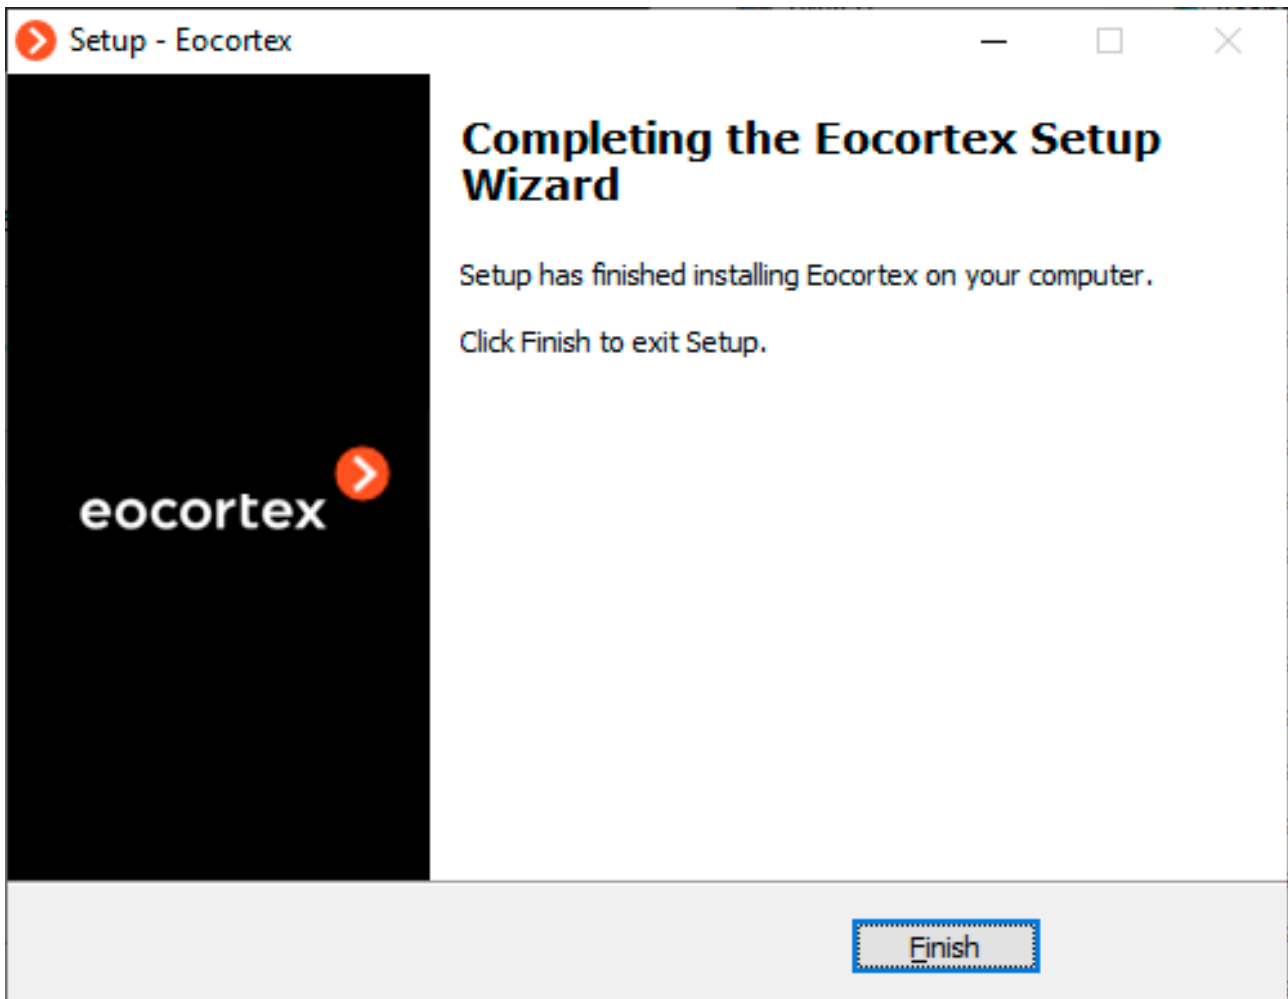 Setup - Eocortex
Completing the Eocortex Setup
Wizard
Setup has finished installing Eocortex on your computer.
Click Finish to exit Setup.
eocortex
Finish